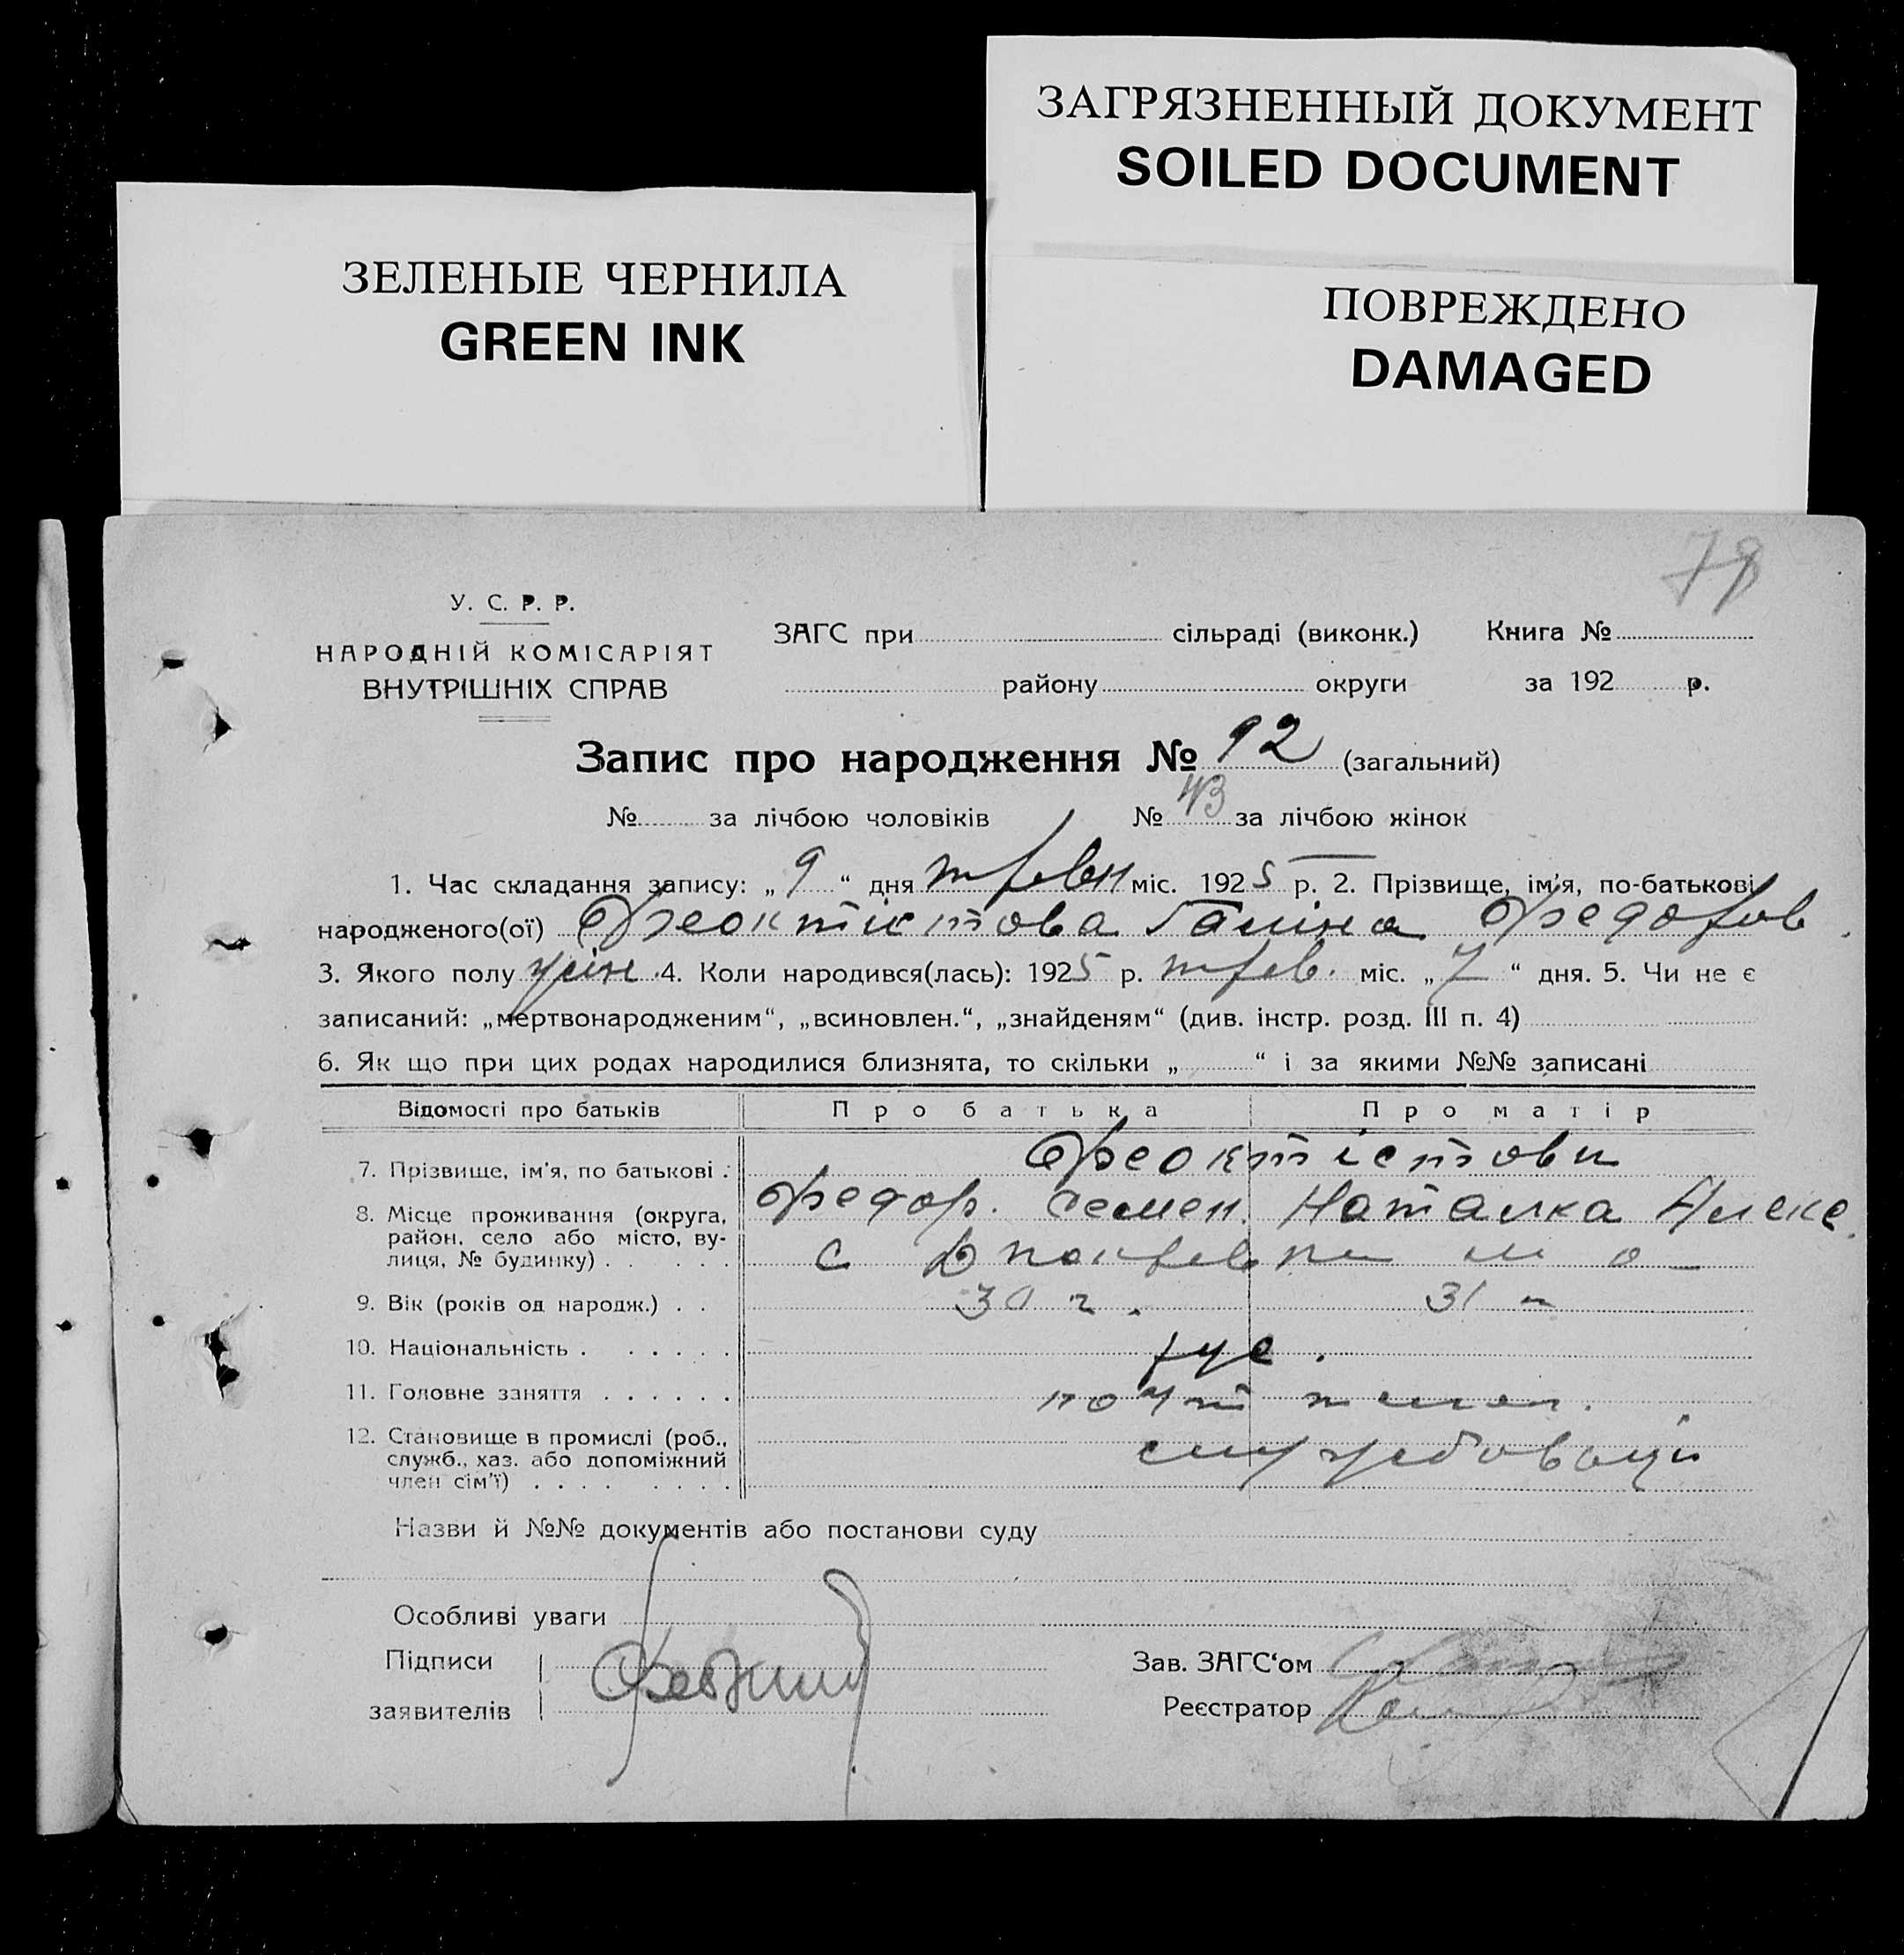 ЗАГРЯЗНЕННЫЙ ДОКУМЕНТ
SOILED DOCUMENT
ЗЕЛЕНЫЕ ЧЕРНИЛА
GREEN INK
ПОВРЕЖДЕНО
DAMAGED
78
У. С. Р. Р.
НАРОДНІЙ КОМІСАРІЯТ
ВНУТРІШНІХ СПРАВ
ЗАГС при сільраді (виконк.) Книга №
району округи за 192 р.
Запис про народження № 92 (загальний)
№ за лічбою чоловіків № 43 за лічбою жінок
1. Час складання запису: „ 9 “ дня травн міс. 1925 р. 2. Прізвище, ім'я, по-батькові
народженого(ої) Феоктістова Галіна Федоров
3. Якого полу жін. 4. Коли народився(лась): 1925 р. трав. міс. „ 7 “ дня. 5. Чи не є
записаний: „мертвонародженим“, „всиновлен.“, „знайденям“ (див. інстр. розд. III п. 4)
6. Як що при цих родах народилися близнята, то скільки „ “ і за якими №№ записані
Відомості про батьків Про батька Про матір
7. Прізвище, ім'я, по батькові . Феоктістови
Федор. Семен. Наталка Алекс.
8. Місце проживання (округа, район, село або місто, вулиця, № будинку) . . . . . с
9. Вік (років од народж.) . . 30 г. 31
10. Національність . . . . . . рус.
11. Головне заняття . . . . . . почт
12. Становище в промислі (роб., служб., хаз. або допоміжний член сім'ї) . . . . . . . . службовці
Назви й №№ документів або постанови суду
Особливі уваги
Підписи
заявителів
Зав. ЗАГС'ом
Реєстратор